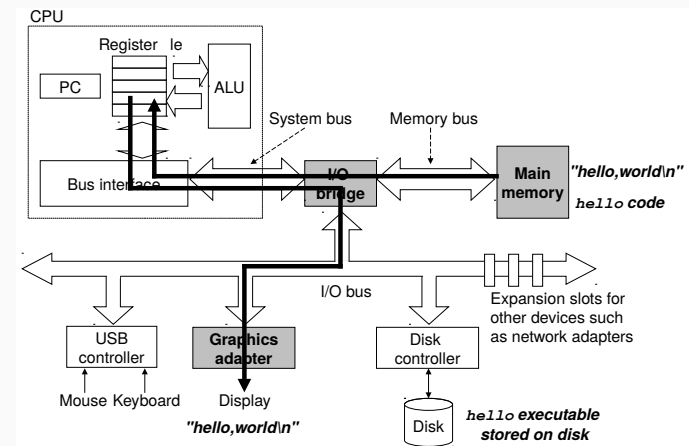 CPU
Register le
PC
ALU
System bus
Memory bus
Bus interface
I/O
bridge
Main
memory
"hello,world\n"
hello code
I/O bus
Expansion slots for
other devices such
as network adapters
USB
controller
Graphics
adapter
Disk
controller
Mouse Keyboard
Display
"hello,world\n"
Disk
hello executable
stored on disk